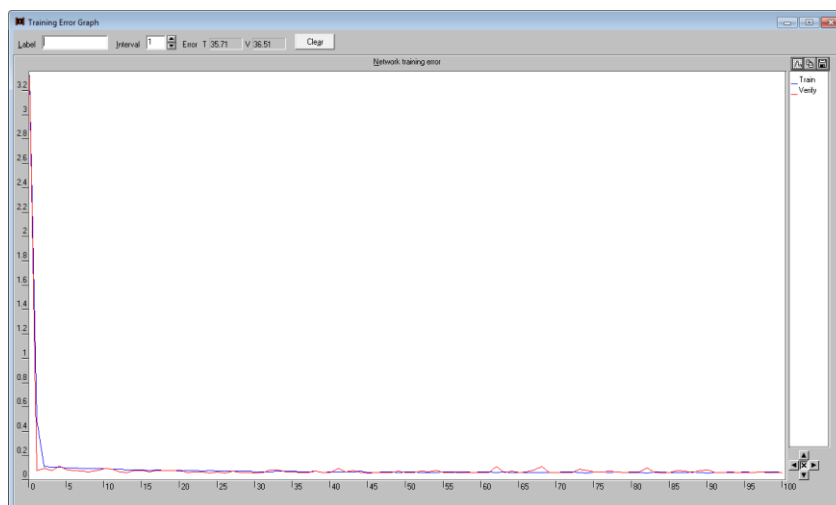 Training Error Graph
Label Interval 1 Error T 35.71 V 36.51 Clear
Network training error
Train
Verify
3.2
3
2.8
2.6
2.4
2.2
2
1.8
1.6
1.4
1.2
1
0.8
0.6
0.4
0.2
0
0 5 10 15 20 25 30 35 40 45 50 55 60 65 70 75 80 85 90 95 100